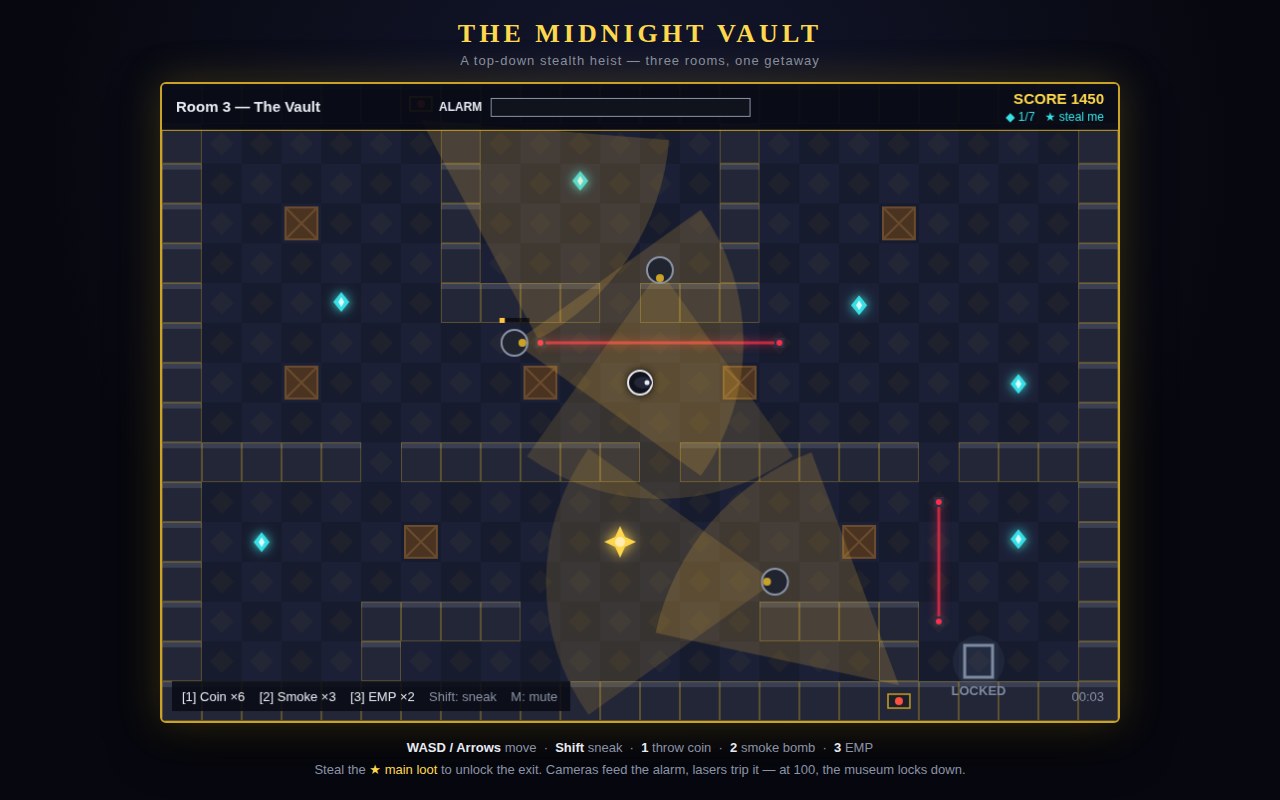 THE MIDNIGHT VAULT
A top-down stealth heist — three rooms, one getaway
Room 3 — The Vault
ALARM
SCORE 1450
◆ 1/7 ★ steal me
LOCKED
[1] Coin ×6 [2] Smoke ×3 [3] EMP ×2 Shift: sneak M: mute
00:03
WASD / Arrows move · Shift sneak · 1 throw coin · 2 smoke bomb · 3 EMP
Steal the ★ main loot to unlock the exit. Cameras feed the alarm, lasers trip it — at 100, the museum locks down.